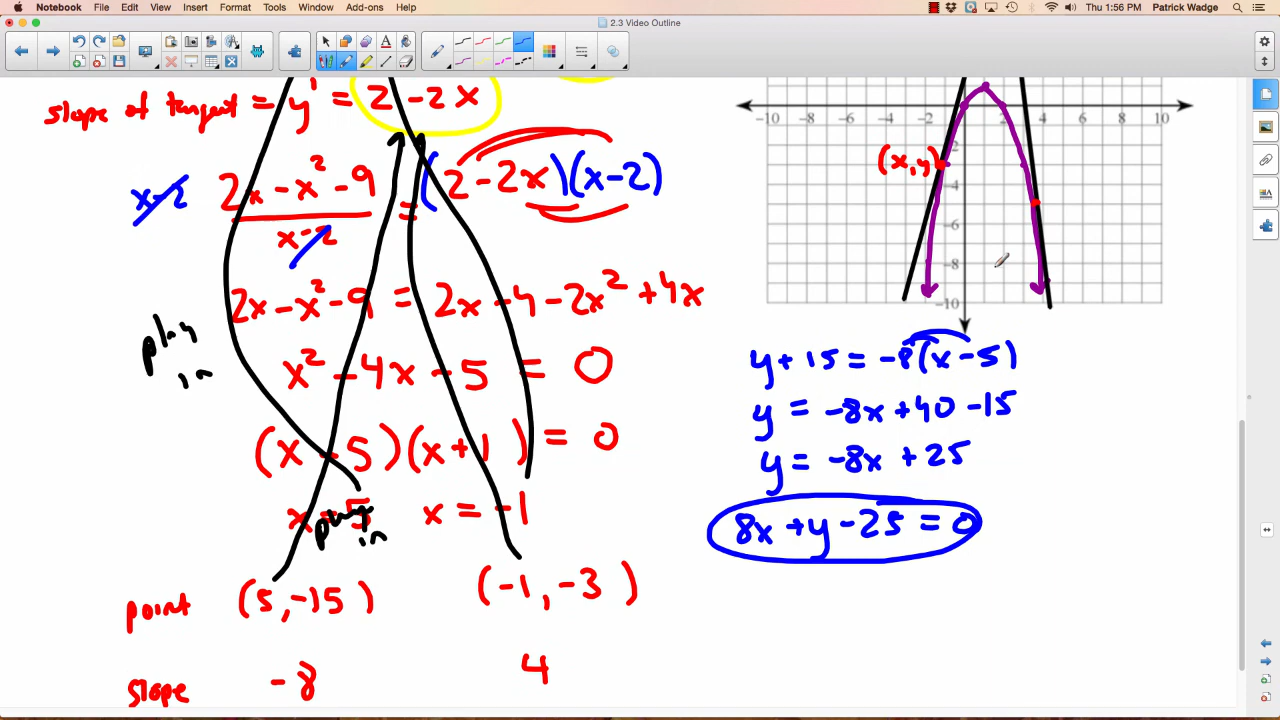 Notebook File Edit View Insert Format Tools Window Add-ons Help Thu 1:56 PM Patrick Wadge
2.3 Video Outline
slope of tangent = y' = 2 - 2x
x-2 2x - x² - 9 = (2 - 2x)(x - 2)
x - 2
2x - x² - 9 = 2x - 4 - 2x² + 4x
plug in
x² - 4x - 5 = 0
(x - 5)(x + 1) = 0
x = 5 x = -1
plug in
point (5, -15) (-1, -3)
slope -8 4
-10 -8 -6 -4 -2 2 4 6 8 10
(x, y)
-2
-4
-6
-8
-10
y + 15 = -8(x - 5)
y = -8x + 40 - 15
y = -8x + 25
8x + y - 25 = 0